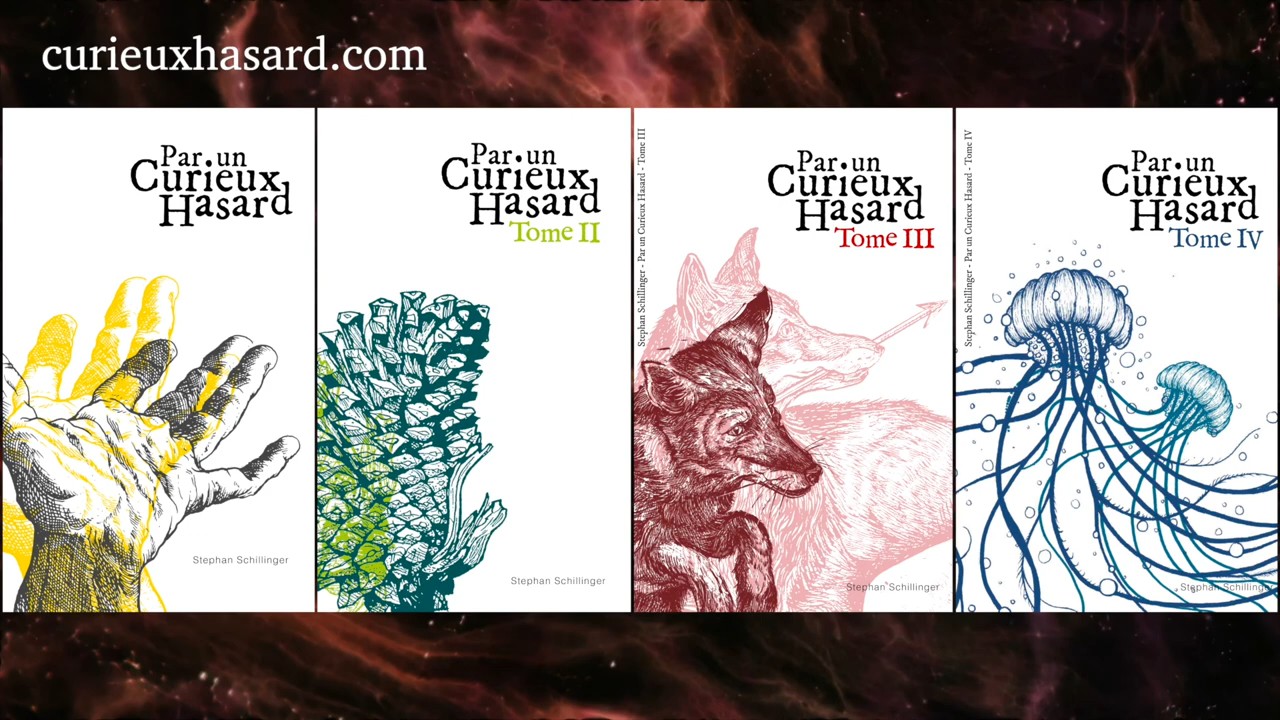 curieuxhasard.com
Par un
Curieux
Hasard
Stephan Schillinger
Par un
Curieux
Hasard
Tome II
Stephan Schillinger
Stephan Schillinger - Par un Curieux Hasard - Tome III
Par un
Curieux
Hasard
Tome III
Stephan Schillinger
Stephan Schillinger - Par un Curieux Hasard - Tome IV
Par un
Curieux
Hasard
Tome IV
Stephan Schillinger